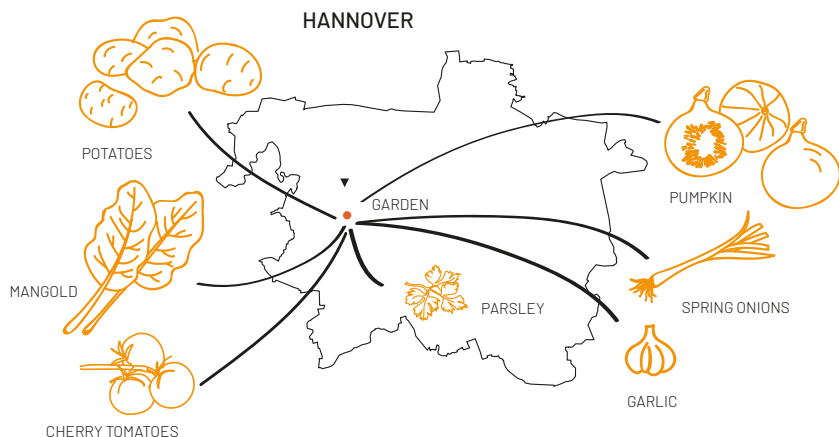 HANNOVER
POTATOES
PUMPKIN
GARDEN
MANGOLD
PARSLEY
SPRING ONIONS
GARLIC
CHERRY TOMATOES